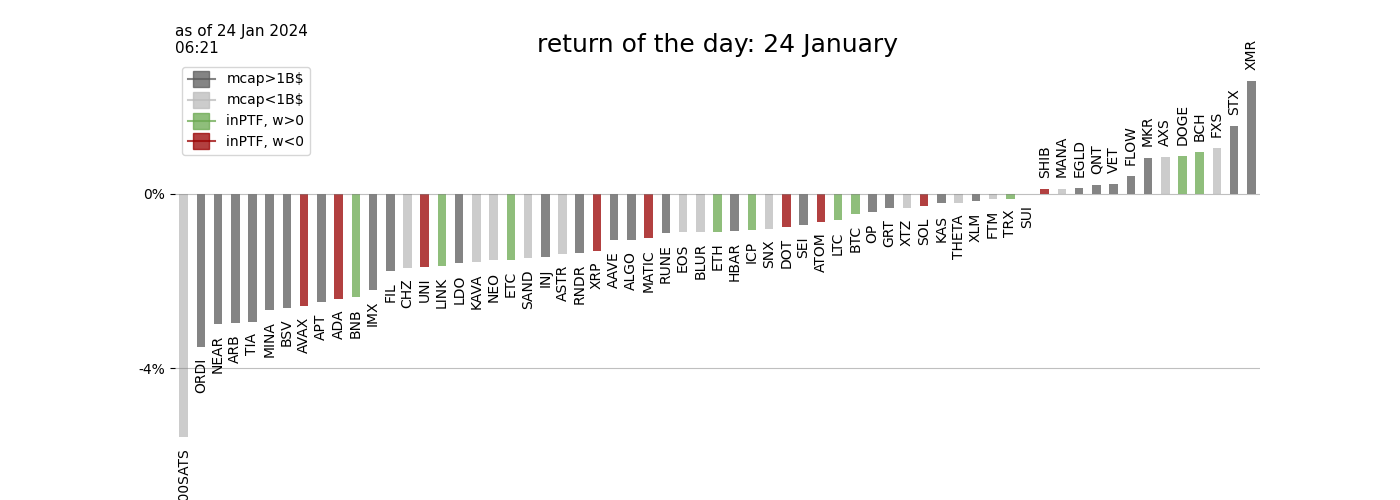 as of 24 Jan 2024
06:21
return of the day: 24 January
mcap>1B$
mcap<1B$
inPTF, w>0
inPTF, w<0
0%
-4%
00SATS
ORDI
NEAR
ARB
TIA
MINA
BSV
AVAX
APT
ADA
BNB
IMX
FIL
CHZ
UNI
LINK
LDO
KAVA
NEO
ETC
SAND
INJ
ASTR
RNDR
XRP
AAVE
ALGO
MATIC
RUNE
EOS
BLUR
ETH
HBAR
ICP
SNX
DOT
SEI
ATOM
LTC
BTC
OP
GRT
XTZ
SOL
KAS
THETA
XLM
FTM
TRX
SUI
SHIB
MANA
EGLD
QNT
VET
FLOW
MKR
AXS
DOGE
BCH
FXS
STX
XMR